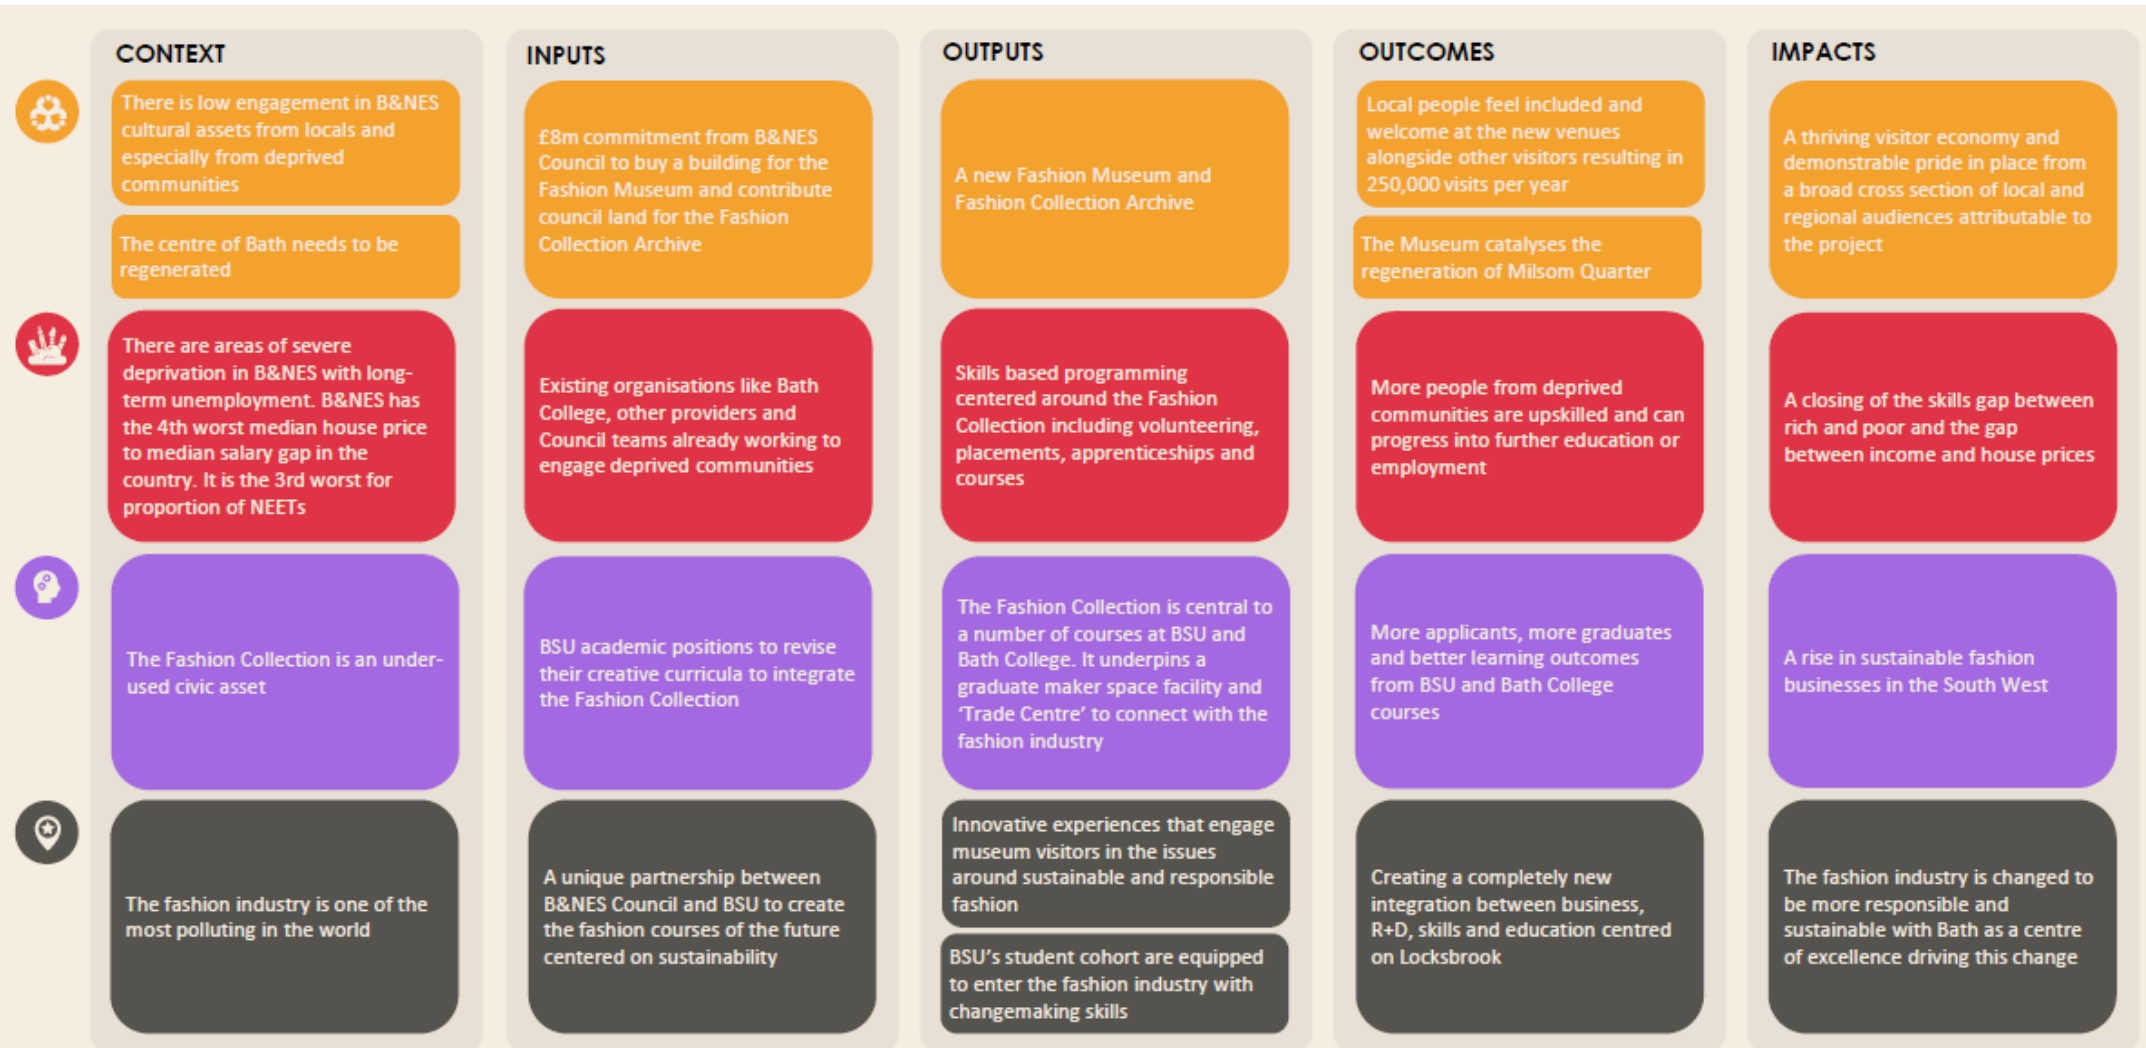 CONTEXT
There is low engagement in B&NES
cultural assets from locals and
especially from deprived
communities
The centre of Bath needs to be
regenerated
There are areas of severe
deprivation in B&NES with long-
term unemployment. B&NES has
the 4th worst median house price
to median salary gap in the
country. It is the 3rd worst for
proportion of NEETs
The Fashion Collection is an under-
used civic asset
The fashion industry is one of the
most polluting in the world
INPUTS
£8m commitment from B&NES
Council to buy a building for the
Fashion Museum and contribute
council land for the Fashion
Collection Archive
Existing organisations like Bath
College, other providers and
Council teams already working to
engage deprived communities
BSU academic positions to revise
their creative curricula to integrate
the Fashion Collection
A unique partnership between
B&NES Council and BSU to create
the fashion courses of the future
centered on sustainability
OUTPUTS
A new Fashion Museum and
Fashion Collection Archive
Skills based programming
centered around the Fashion
Collection including volunteering,
placements, apprenticeships and
courses
The Fashion Collection is central to
a number of courses at BSU and
Bath College. It underpins a
graduate maker space facility and
‘Trade Centre’ to connect with the
fashion industry
Innovative experiences that engage
museum visitors in the issues
around sustainable and responsible
fashion
BSU’s student cohort are equipped
to enter the fashion industry with
changemaking skills
OUTCOMES
Local people feel included and
welcome at the new venues
alongside other visitors resulting in
250,000 visits per year
The Museum catalyses the
regeneration of Milsom Quarter
More people from deprived
communities are upskilled and can
progress into further education or
employment
More applicants, more graduates
and better learning outcomes
from BSU and Bath College
courses
Creating a completely new
integration between business,
R+D, skills and education centred
on Locksbrook
IMPACTS
A thriving visitor economy and
demonstrable pride in place from
a broad cross section of local and
regional audiences attributable to
the project
A closing of the skills gap between
rich and poor and the gap
between income and house prices
A rise in sustainable fashion
businesses in the South West
The fashion industry is changed to
be more responsible and
sustainable with Bath as a centre
of excellence driving this change